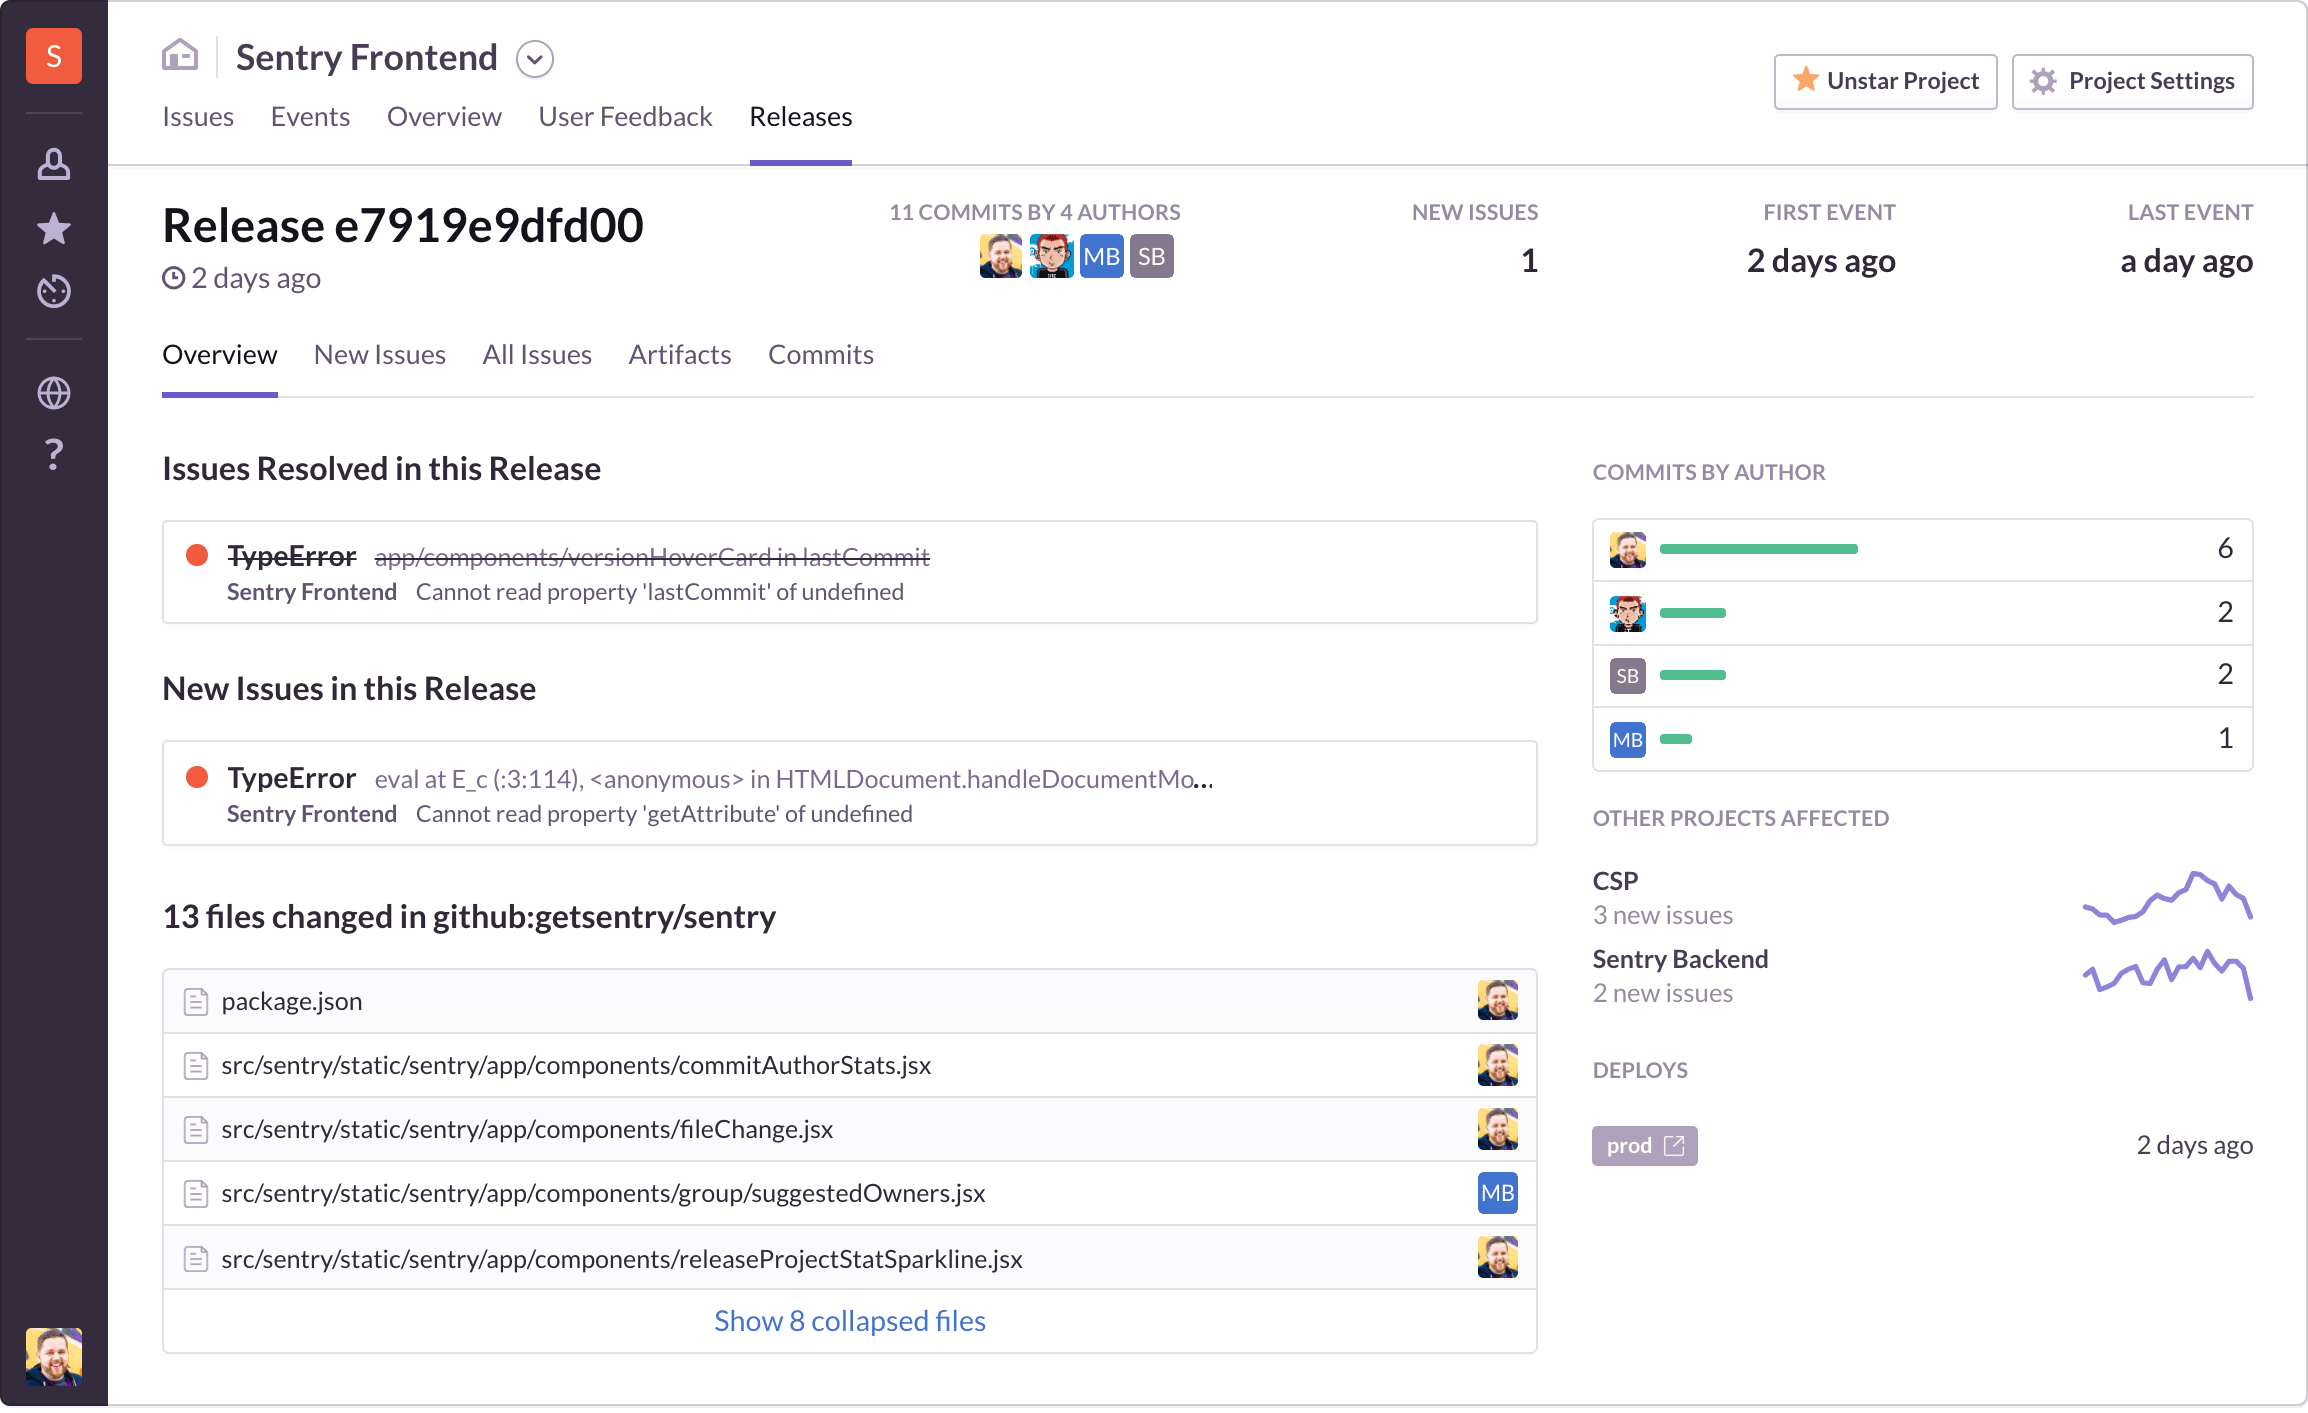 S
Sentry Frontend
Unstar Project
Project Settings
Issues
Events
Overview
User Feedback
Releases
Release e7919e9dfd00
2 days ago
11 COMMITS BY 4 AUTHORS
MB
SB
NEW ISSUES
1
FIRST EVENT
2 days ago
LAST EVENT
a day ago
Overview
New Issues
All Issues
Artifacts
Commits
?
Issues Resolved in this Release
TypeError app/components/versionHoverCard in lastCommit
Sentry Frontend Cannot read property 'lastCommit' of undefined
New Issues in this Release
TypeError eval at E_c (:3:114), <anonymous> in HTMLDocument.handleDocumentMo...
Sentry Frontend Cannot read property 'getAttribute' of undefined
13 files changed in github:getsentry/sentry
package.json
src/sentry/static/sentry/app/components/commitAuthorStats.jsx
src/sentry/static/sentry/app/components/fileChange.jsx
src/sentry/static/sentry/app/components/group/suggestedOwners.jsx
MB
src/sentry/static/sentry/app/components/releaseProjectStatSparkline.jsx
Show 8 collapsed files
COMMITS BY AUTHOR
6
2
SB 2
MB 1
OTHER PROJECTS AFFECTED
CSP
3 new issues
Sentry Backend
2 new issues
DEPLOYS
prod
2 days ago